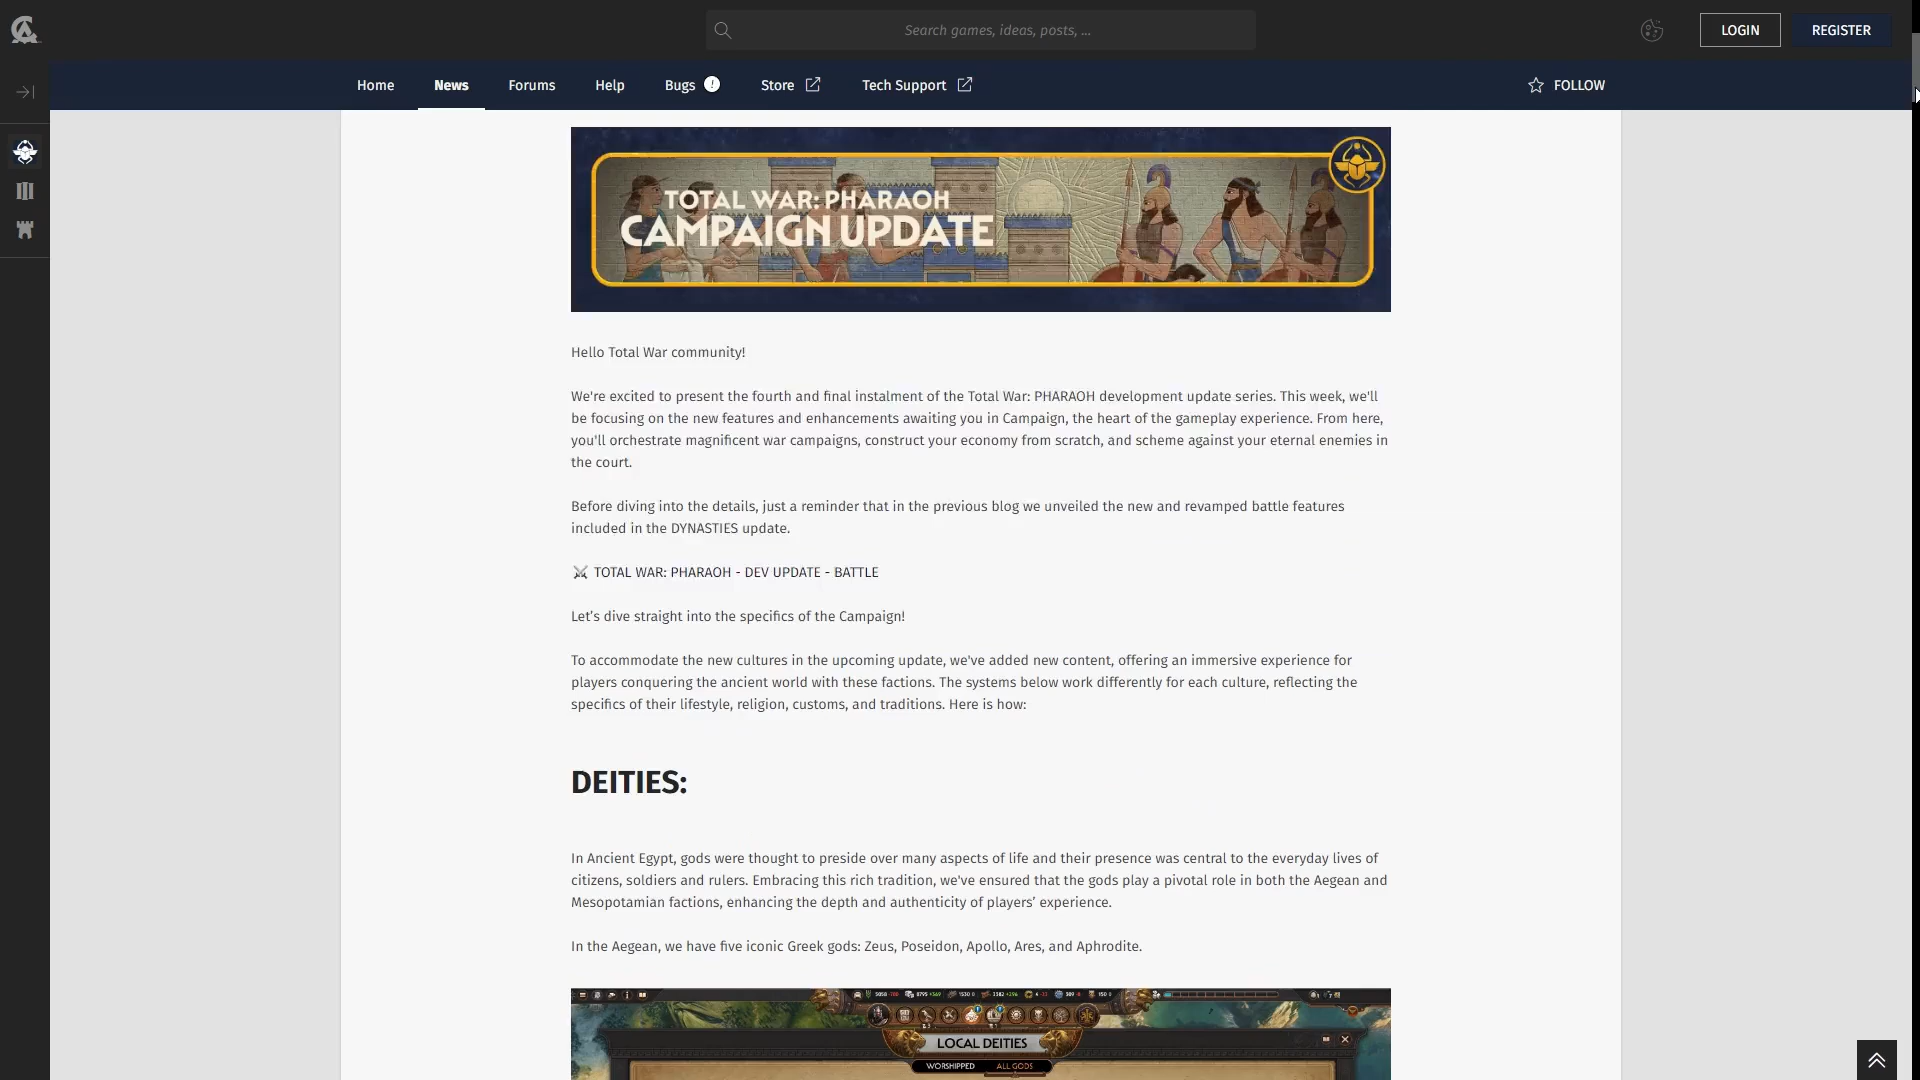 Search games, ideas, posts, ...
LOGIN
REGISTER
Home
News
Forums
Help
Bugs !
Store
Tech Support
FOLLOW
TOTAL WAR: PHARAOH
CAMPAIGN UPDATE
Hello Total War community!
We're excited to present the fourth and final instalment of the Total War: PHARAOH development update series. This week, we'll
be focusing on the new features and enhancements awaiting you in Campaign, the heart of the gameplay experience. From here,
you'll orchestrate magnificent war campaigns, construct your economy from scratch, and scheme against your eternal enemies in
the court.
Before diving into the details, just a reminder that in the previous blog we unveiled the new and revamped battle features
included in the DYNASTIES update.
⚔ TOTAL WAR: PHARAOH - DEV UPDATE - BATTLE
Let’s dive straight into the specifics of the Campaign!
To accommodate the new cultures in the upcoming update, we've added new content, offering an immersive experience for
players conquering the ancient world with these factions. The systems below work differently for each culture, reflecting the
specifics of their lifestyle, religion, customs, and traditions. Here is how:
DEITIES:
In Ancient Egypt, gods were thought to preside over many aspects of life and their presence was central to the everyday lives of
citizens, soldiers and rulers. Embracing this rich tradition, we've ensured that the gods play a pivotal role in both the Aegean and
Mesopotamian factions, enhancing the depth and authenticity of players’ experience.
In the Aegean, we have five iconic Greek gods: Zeus, Poseidon, Apollo, Ares, and Aphrodite.
LOCAL DEITIES
WORSHIPPED
ALL GODS